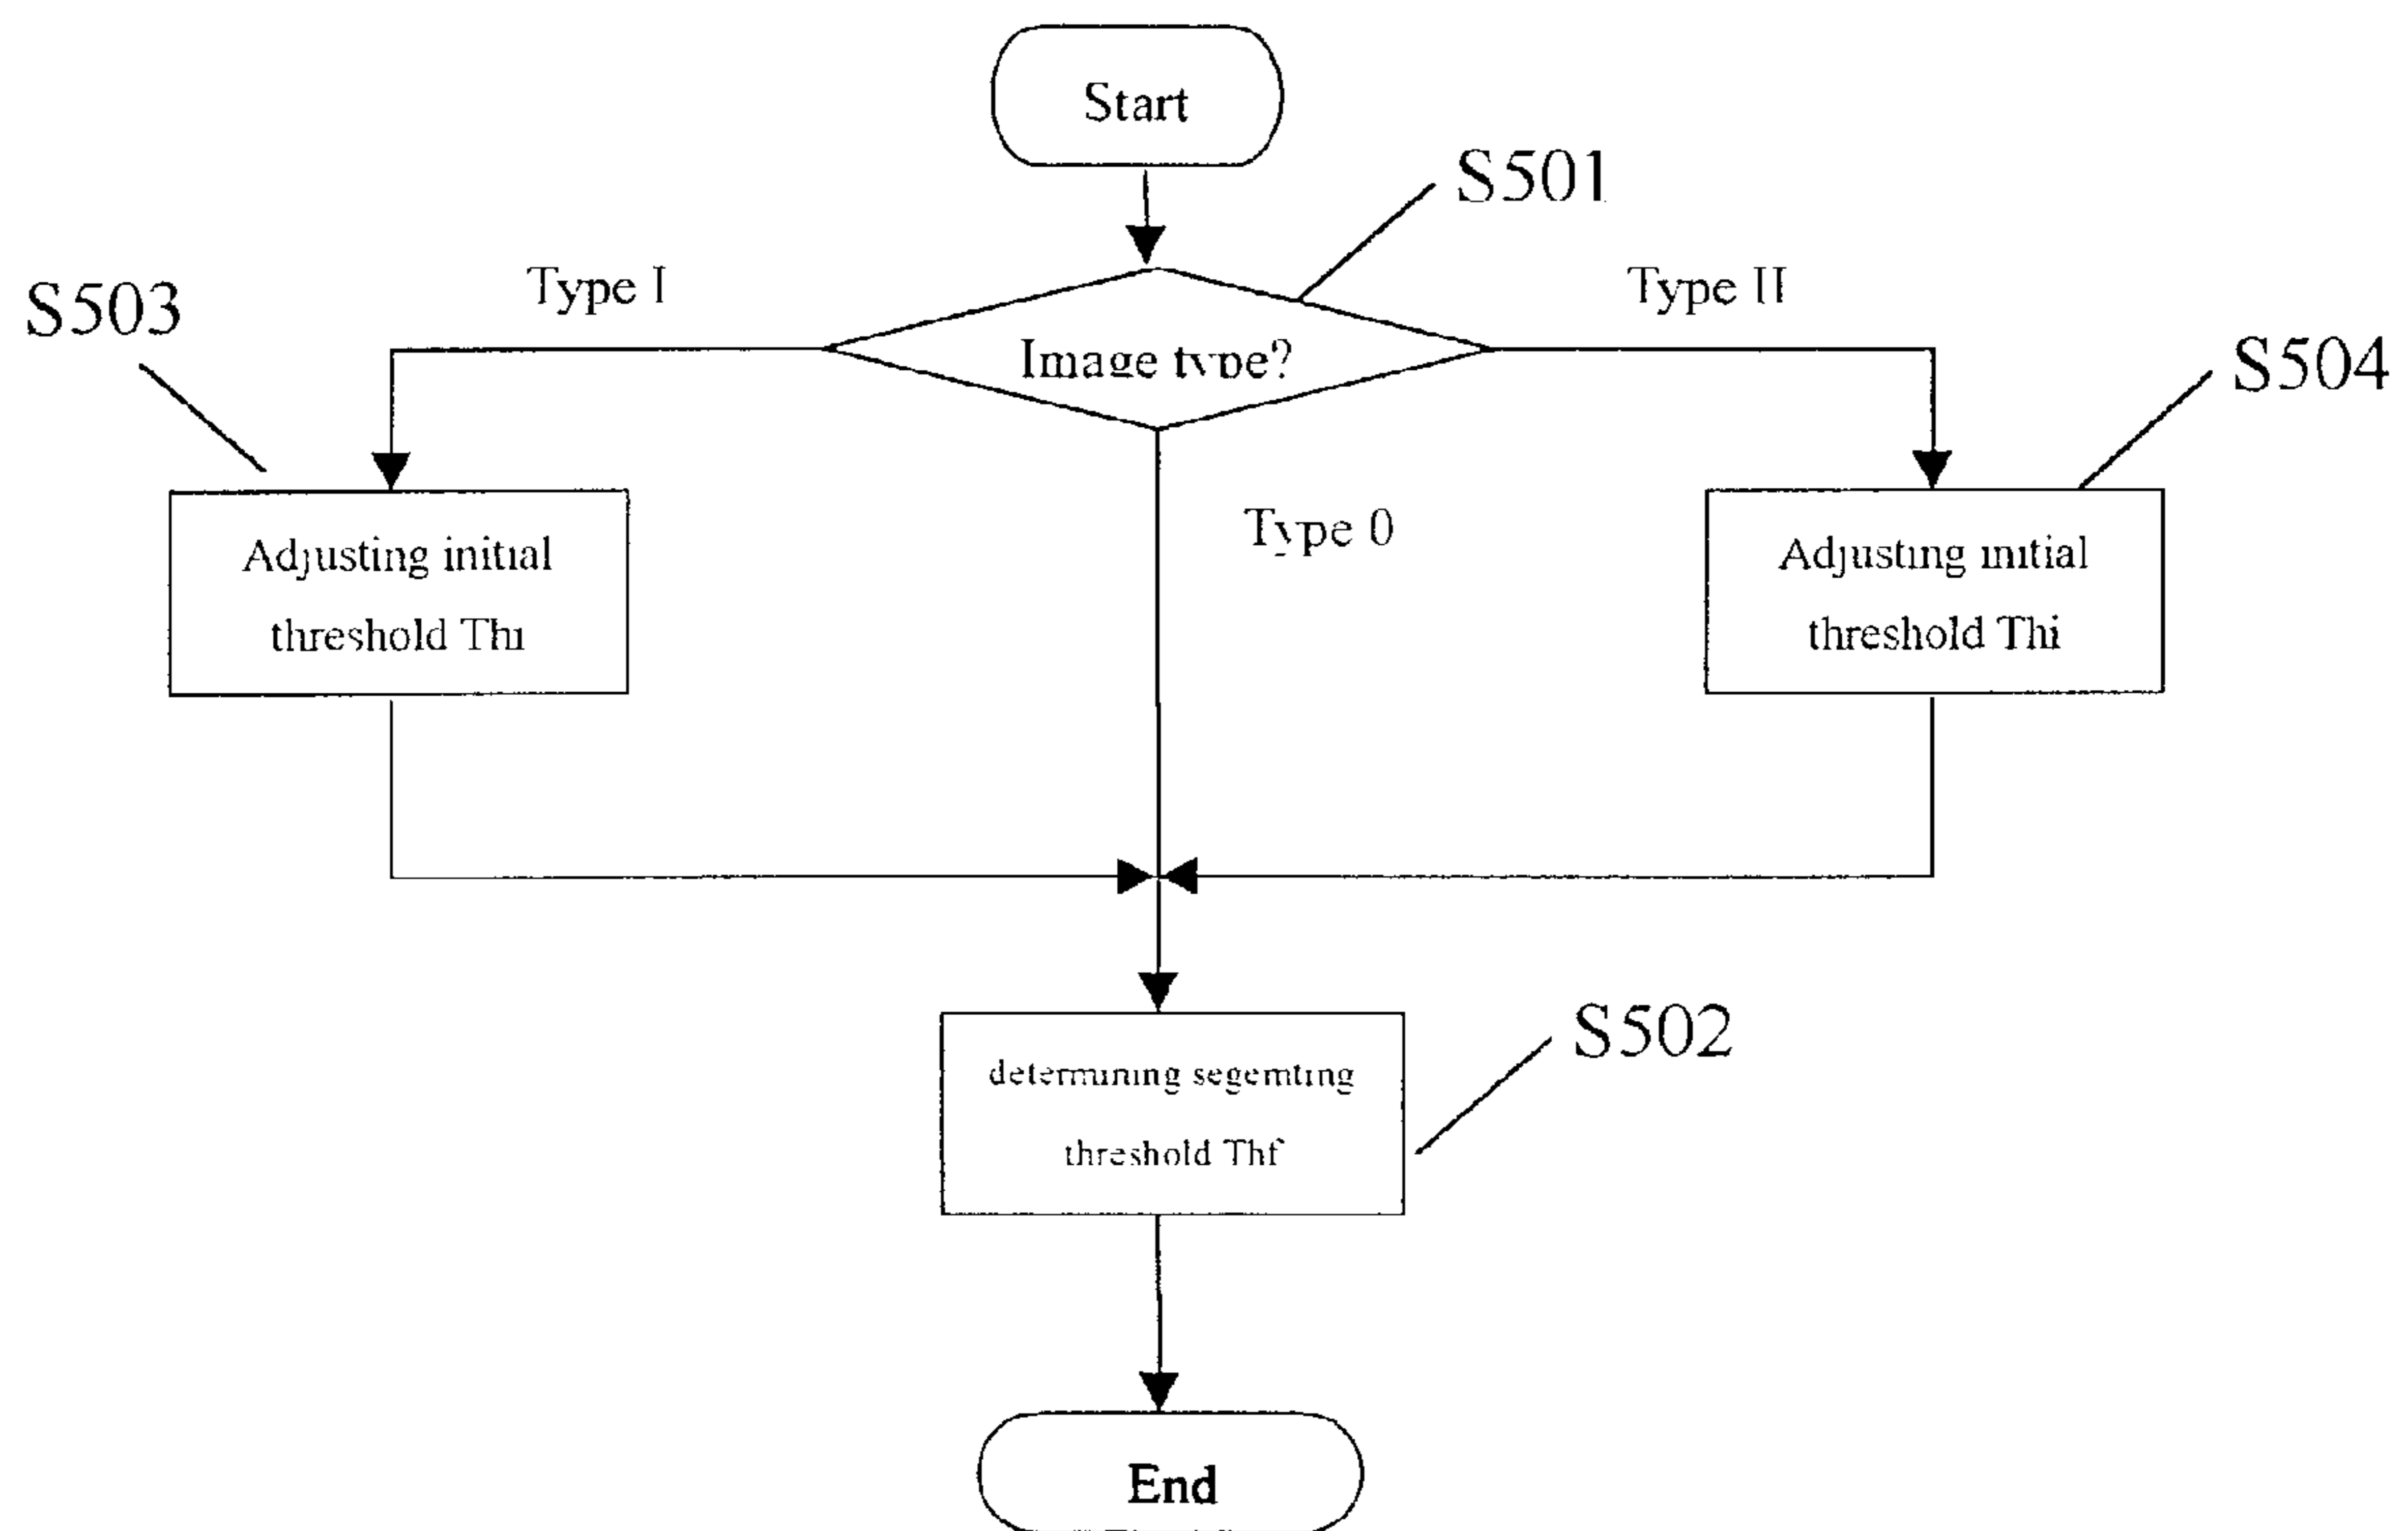 Start
S501
Type I
Type II
S503
Image type?
S504
Type 0
Adjusting initial
threshold Thi
Adjusting initial
threshold Thi
determining segemting
threshold Thf
S502
End